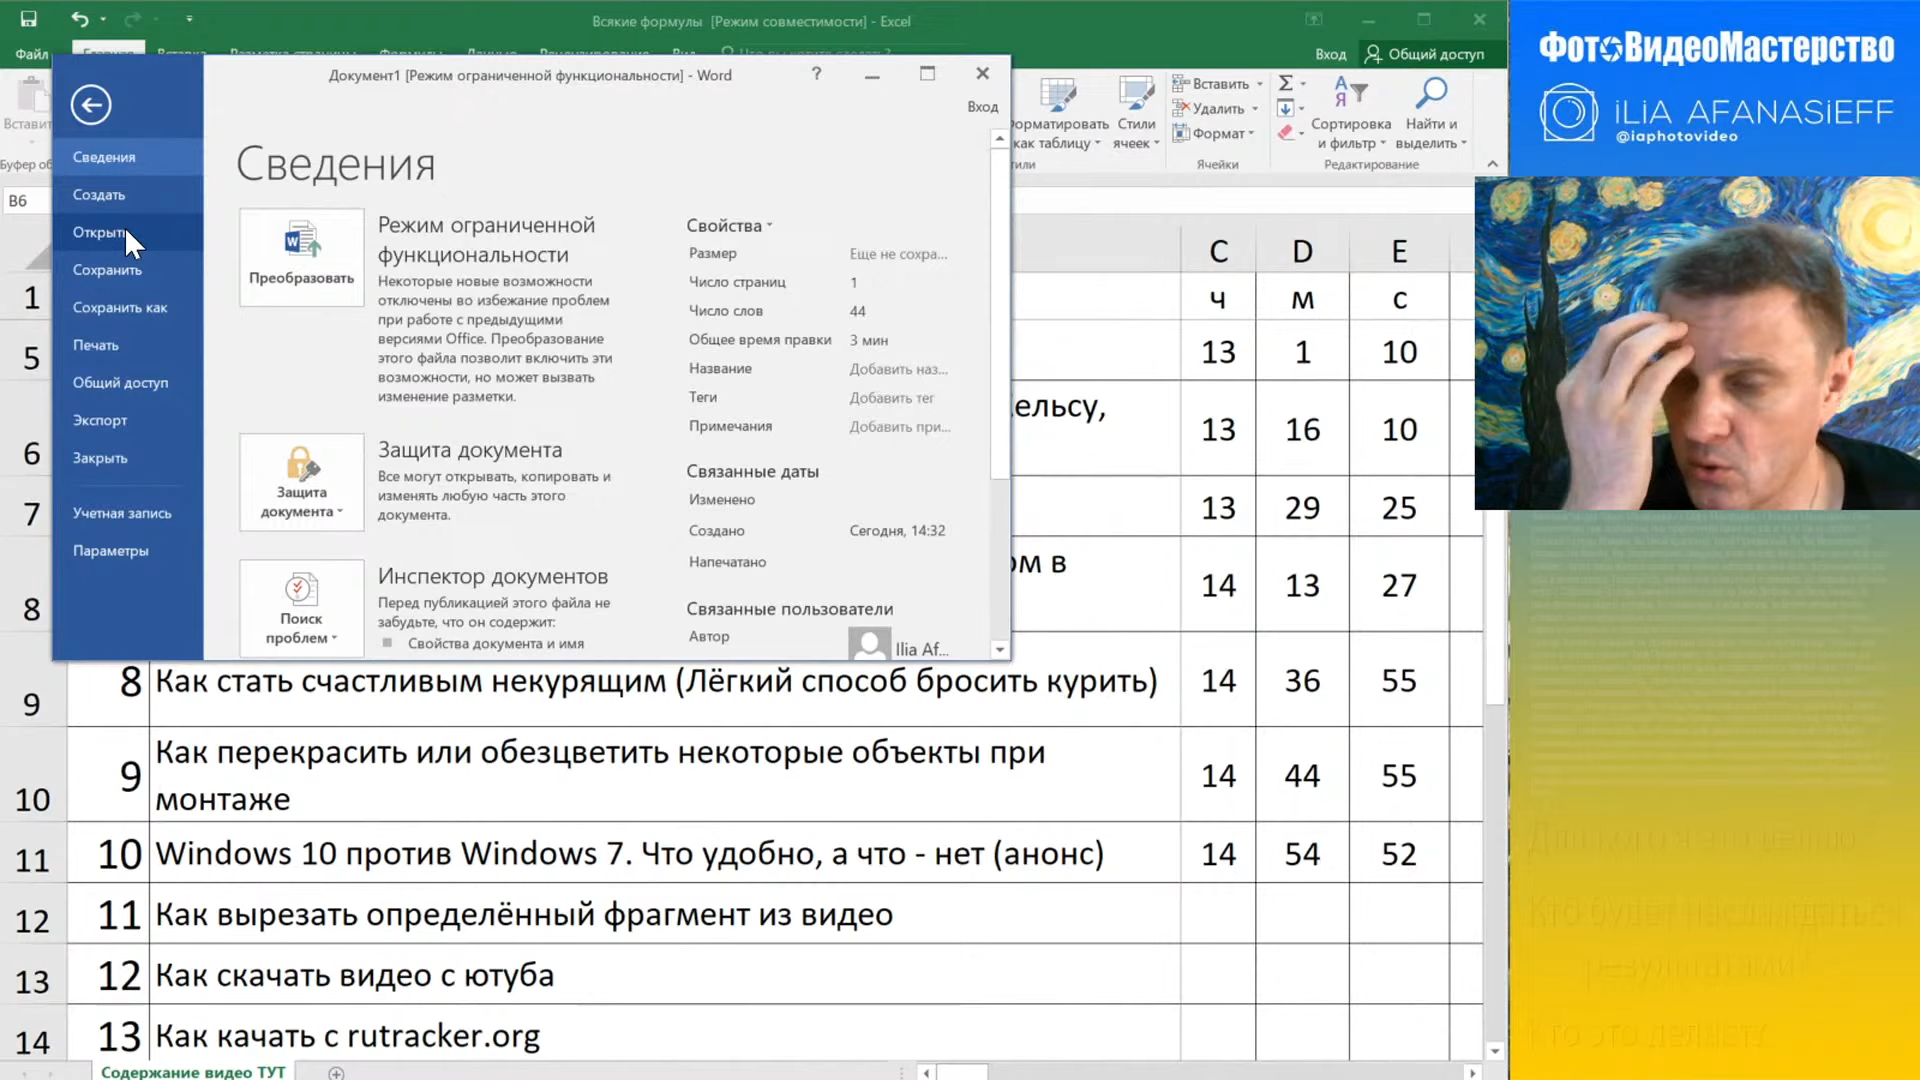 Всякие формулы [Режим совместимости] - Excel
Файл
Вход
Общий доступ
Документ1 [Режим ограниченной функциональности] - Word
?
Вход
Сведения
Создать
Открыть
Сохранить
Сохранить как
Печать
Общий доступ
Экспорт
Закрыть
Учетная запись
Параметры
Сведения
Преобразовать
Режим ограниченной
функциональности
Некоторые новые возможности
отключены во избежание проблем
при работе с предыдущими
версиями Office. Преобразование
этого файла позволит включить эти
возможности, но может вызвать
изменение разметки.
Защита
документа
Защита документа
Все могут открывать, копировать и
изменять любую часть этого
документа.
Поиск
проблем
Инспектор документов
Перед публикацией этого файла не
забудьте, что он содержит:
Свойства документа и имя
Свойства
Размер Еще не сохра...
Число страниц 1
Число слов 44
Общее время правки 3 мин
Название Добавить наз...
Теги Добавить тег
Примечания Добавить при...
Связанные даты
Изменено
Создано Сегодня, 14:32
Напечатано
Связанные пользователи
Автор Ilia Af...
Вставит
Буфер об
B6
Форматировать
как таблицу
Стили
ячеек
Вставить
Удалить
Формат
Ячейки
Сортировка
и фильтр
Найти и
выделить
Редактирование
C D E
1 ч м с
5 13 1 10
6 ельсу, 13 16 10
7 13 29 25
8 ом в 14 13 27
9 8 Как стать счастливым некурящим (Лёгкий способ бросить курить) 14 36 55
10 9 Как перекрасить или обезцветить некоторые объекты при
монтаже 14 44 55
11 10 Windows 10 против Windows 7. Что удобно, а что - нет (анонс) 14 54 52
12 11 Как вырезать определённый фрагмент из видео
13 12 Как скачать видео с ютуба
14 13 Как качать с rutracker.org
Содержание видео ТУТ
ФотоВидеоМастерство
iLiA AFANASiEFF
@iaphotovideo